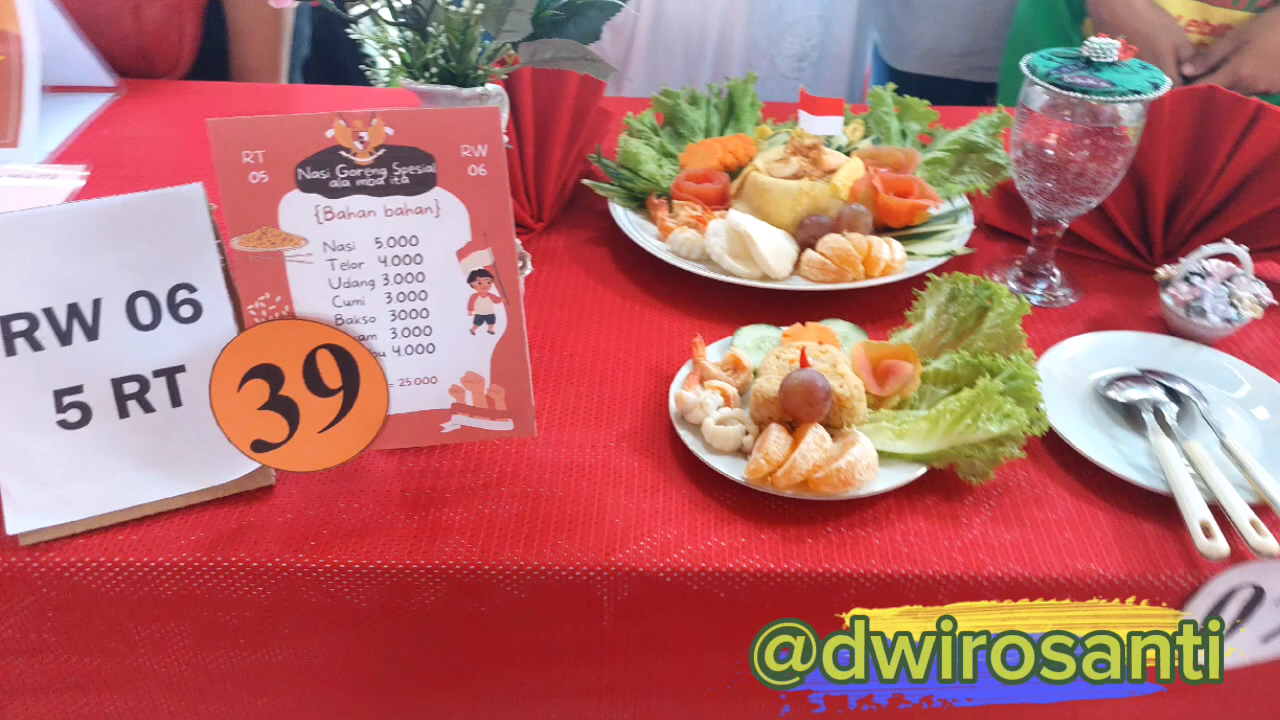 RW 06
5 RT
39
RT
05
RW
06
Nasi Goreng Spesial
ala mba ita
{Bahan bahan}
Nasi 5.000
Telor 4.000
Udang 3.000
Cumi 3.000
Bakso 3000
3.000
4.000
= 25.000
@dwirosanti